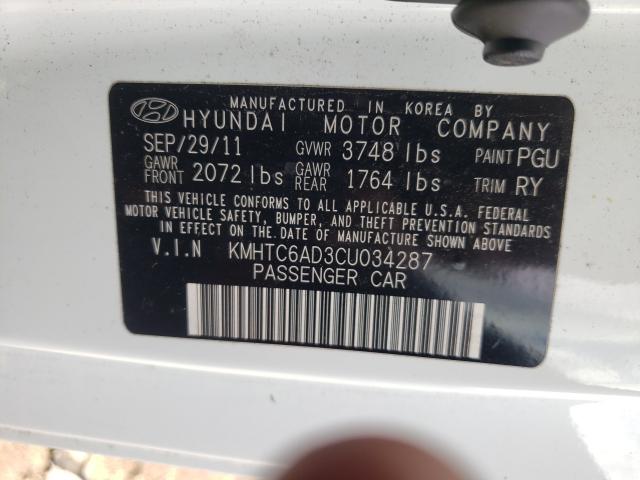 MANUFACTURED IN KOREA BY
HYUNDAI MOTOR COMPANY
SEP/29/11 GVWR 3748 lbs PAINT PGU
GAWR FRONT 2072 lbs GAWR REAR 1764 lbs TRIM RY
THIS VEHICLE CONFORMS TO ALL APPLICABLE U.S.A. FEDERAL
MOTOR VEHICLE SAFETY, BUMPER, AND THEFT PREVENTION STANDARDS
IN EFFECT ON THE DATE OF MANUFACTURE SHOWN ABOVE
V.I.N KMHTC6AD3CU034287
PASSENGER CAR